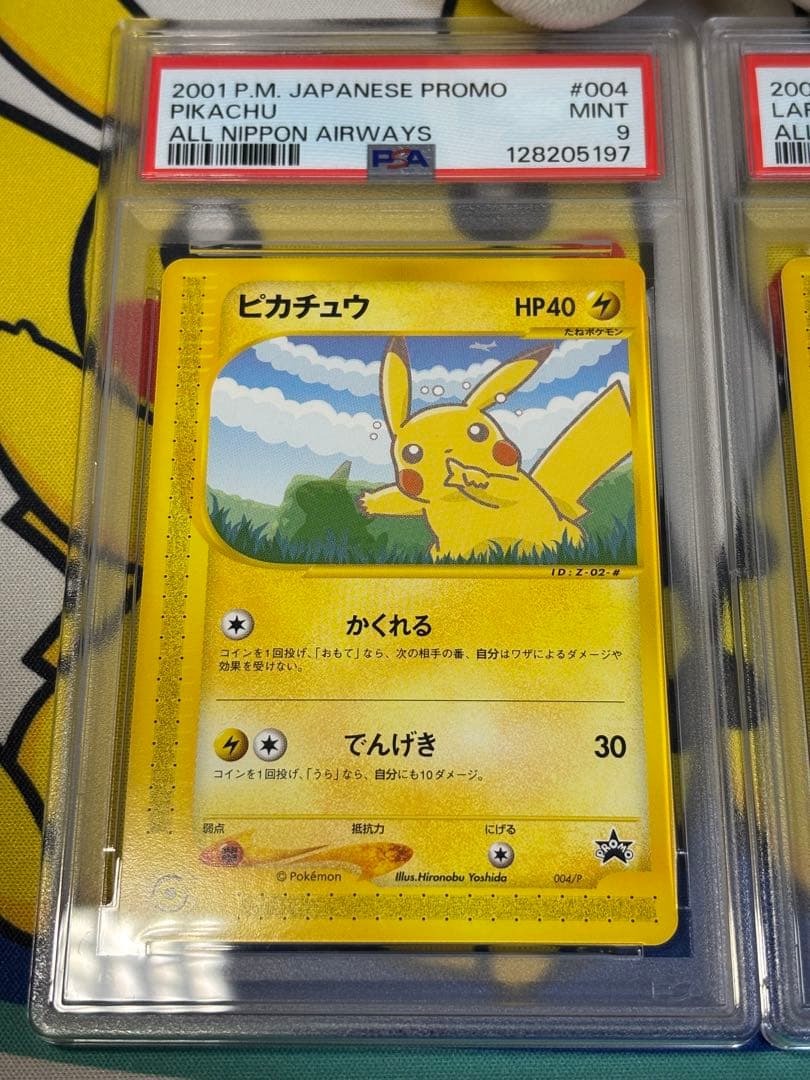 2001 P.M. JAPANESE PROMO #004
PIKACHU MINT
ALL NIPPON AIRWAYS 9
PSA 128205197
ピカチュウ HP40
たねポケモン
ID:Z-02-#
かくれる
コインを1回投げ、「おもて」なら、次の相手の番、自分はワザによるダメージや
効果を受けない。
でんげき 30
コインを1回投げ、「うら」なら、自分にも10ダメージ。
弱点 抵抗力 にげる
PROMO
© Pokémon Illus.Hironobu Yoshida 004/P
200